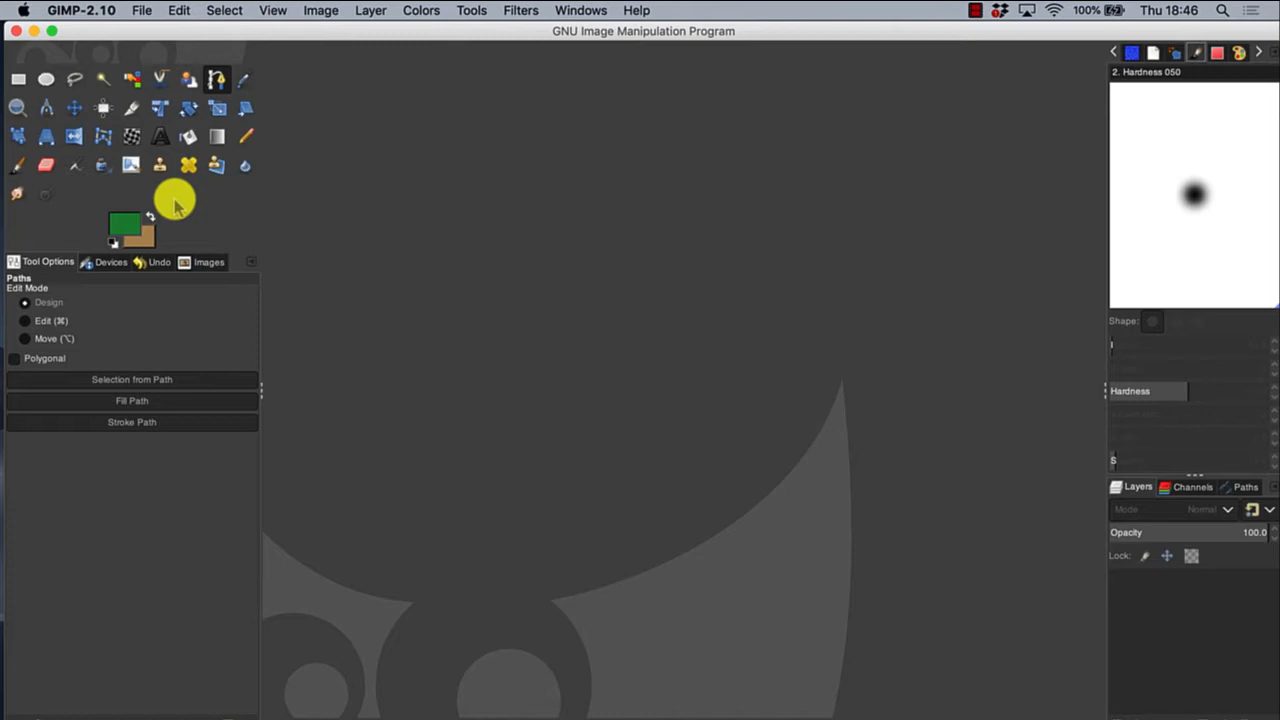 GIMP-2.10 File Edit Select View Image Layer Colors Tools Filters Windows Help 100% Thu 18:46
GNU Image Manipulation Program
2. Hardness 050
Tool Options Devices Undo Images
Paths
Edit Mode
Design
Edit (⌘)
Move (⌥)
Polygonal
Selection from Path
Fill Path
Stroke Path
Shape:
Hardness
S
Layers Channels Paths
Mode Normal
Opacity 100.0
Lock: